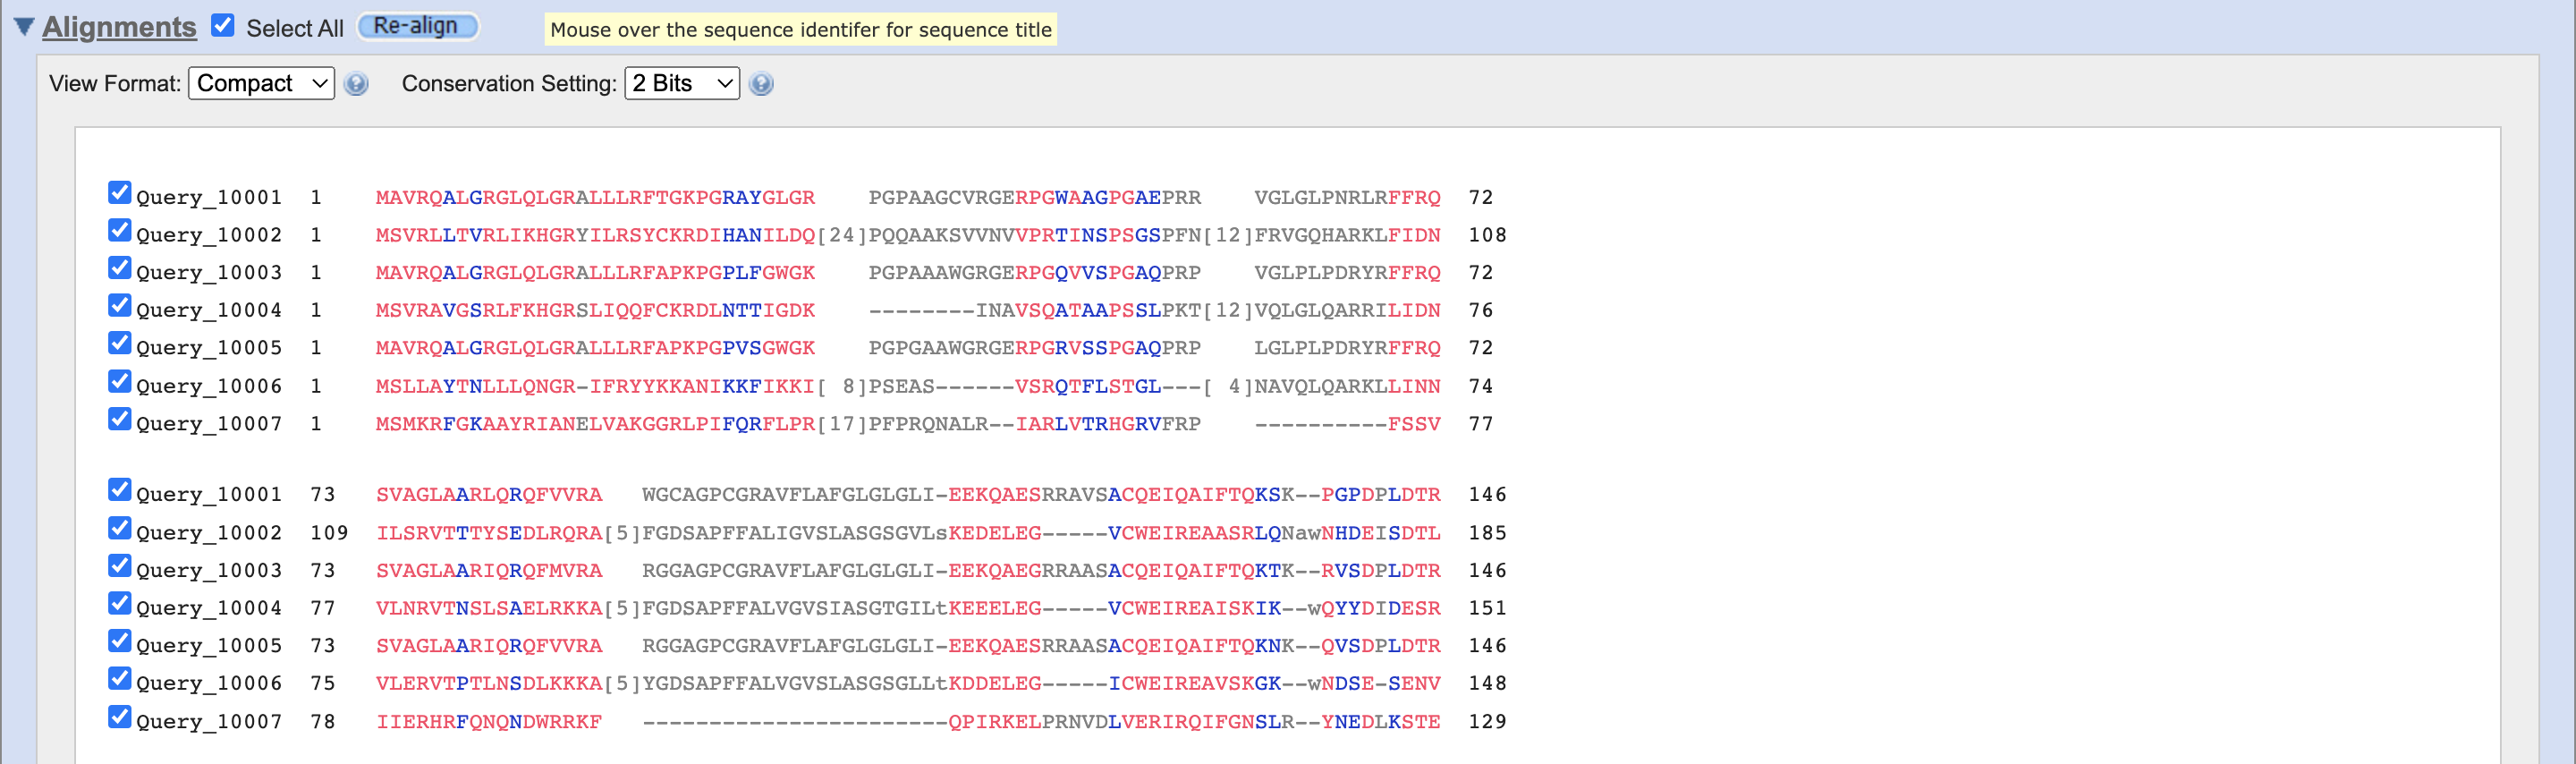 Alignments Select All Re-align Mouse over the sequence identifer for sequence title
View Format: Compact Conservation Setting: 2 Bits
Query_10001 1 MAVRQALGRGLQLGRALLLRFTGKPGRAYGLGR PGPAAGCVRGERPGWAAGPGAEPRR VGLGLPNRLRFFRQ 72
Query_10002 1 MSVRLLTVRLIKHGRYILRSYCKRDIHANILDQ[24]PQQAAKSVVNVVPRTINSPSGSPFN[12]FRVGQHARKLFIDN 108
Query_10003 1 MAVRQALGRGLQLGRALLLRFAPKPGPLFGWGK PGPAAAWGRGERPGQVVSPGAQPRP VGLPLPDRYRFFRQ 72
Query_10004 1 MSVRAVGSRLFKHGRSLIQQFCKRDLNTTIGDK --------INAVSQATAAPSSLPKT[12]VQLGLQARRILIDN 76
Query_10005 1 MAVRQALGRGLQLGRALLLRFAPKPGPVSGWGK PGPGAAWGRGERPGRVSSPGAQPRP LGLPLPDRYRFFRQ 72
Query_10006 1 MSLLAYTNLLLQNGR-IFRYYKKANIKKFIKKI[ 8]PSEAS------VSRQTFLSTGL---[ 4]NAVQLQARKLLINN 74
Query_10007 1 MSMKRFGKAAYRIANELVAKGGRLPIFQRFLPR[17]PFPRQNALR--IARLVTRHGRVFRP ----------FSSV 77
Query_10001 73 SVAGLAARLQRQFVVRA WGCAGPCGRAVFLAFGLGLGLI-EEKQAESRRAVSACQEIQAIFTQKSK--PGPDPLDTR 146
Query_10002 109 ILSRVTTTYSEDLRQRA[5]FGDSAPFFALIGVSLASGSGVLsKEDELEG-----VCWEIREAASRLQNawNHDEISDTL 185
Query_10003 73 SVAGLAARIQRQFMVRA RGGAGPCGRAVFLAFGLGLGLI-EEKQAEGRRAASACQEIQAIFTQKTK--RVSDPLDTR 146
Query_10004 77 VLNRVTNSLSAELRKKA[5]FGDSAPFFALVGVSIASGTGILtKEEELEG-----VCWEIREAISKIK--wQYYDIDESR 151
Query_10005 73 SVAGLAARIQRQFVVRA RGGAGPCGRAVFLAFGLGLGLI-EEKQAESRRAASACQEIQAIFTQKNK--QVSDPLDTR 146
Query_10006 75 VLERVTPTLNSDLKKKA[5]YGDSAPFFALVGVSLASGSGLLtKDDELEG-----ICWEIREAVSKGK--wNDSE-SENV 148
Query_10007 78 IIERHRFQNQNDWRRKF -----------------------QPIRKELPRNVDLVERIRQIFGNSLR--YNEDLKSTE 129